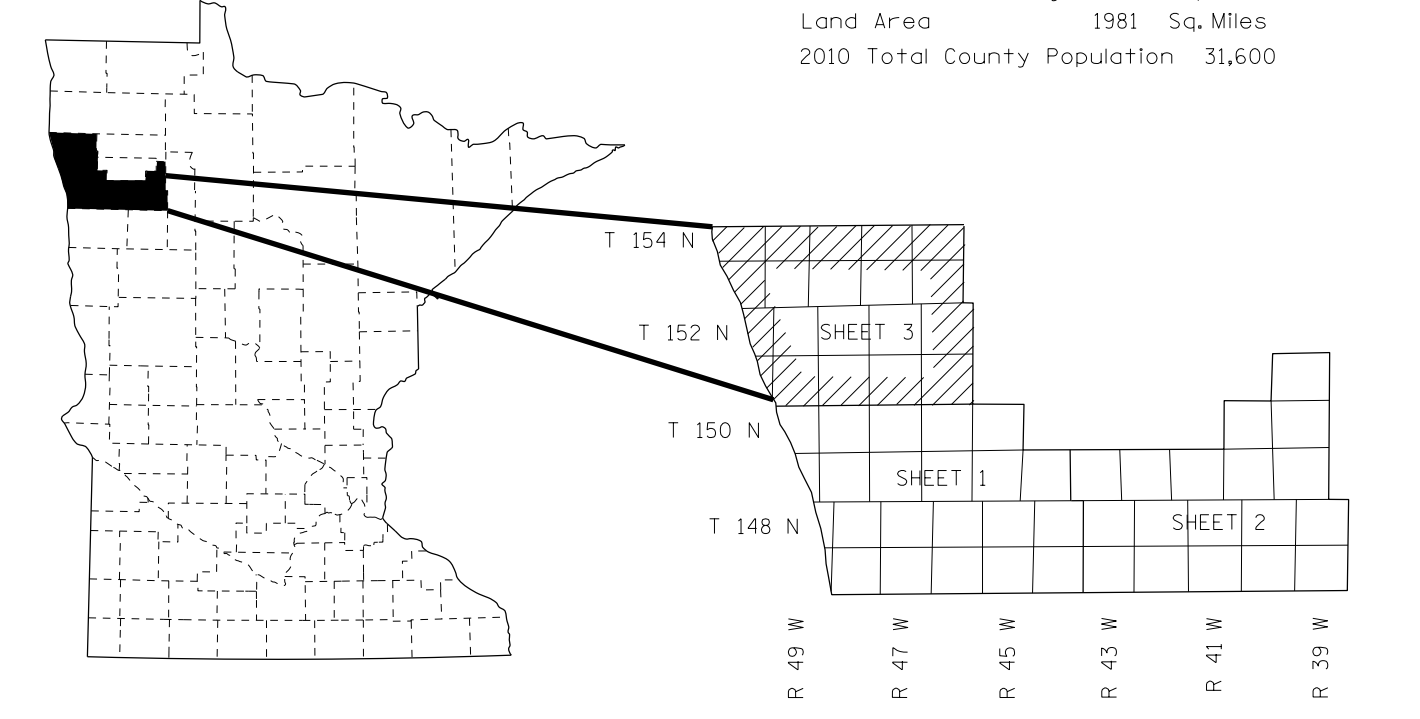 Land Area 1981 Sq. Miles
2010 Total County Population 31,600
T 154 N
T 152 N
SHEET 3
T 150 N
SHEET 1
T 148 N
SHEET 2
R 49 W
R 47 W
R 45 W
R 43 W
R 41 W
R 39 W